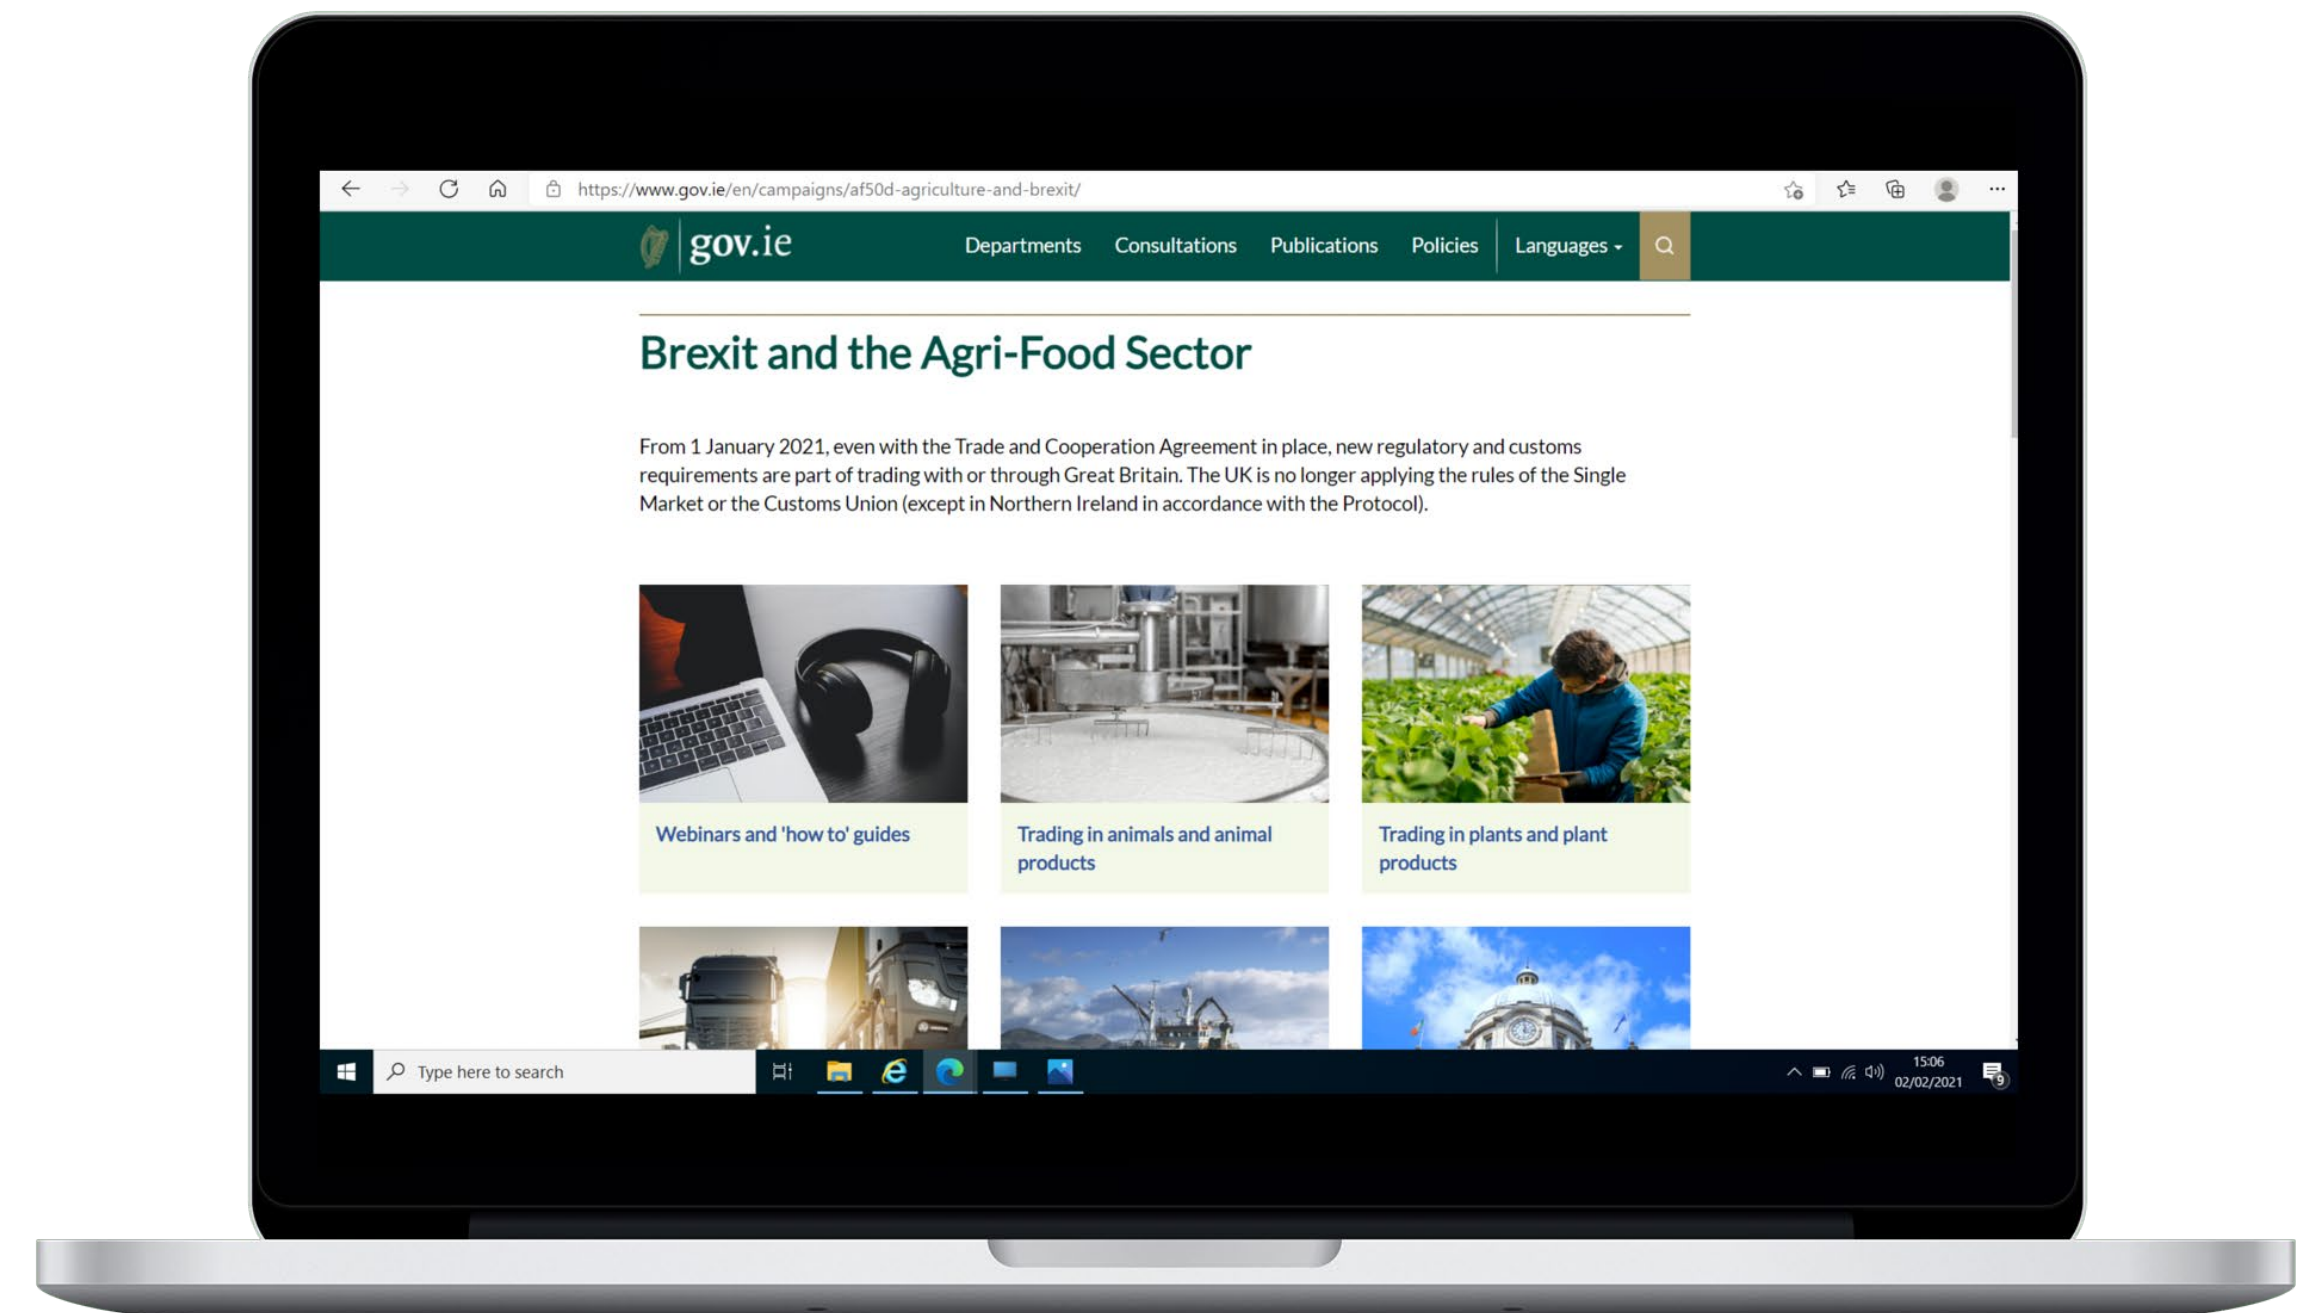 https://www.gov.ie/en/campaigns/af50d-agriculture-and-brexit/
gov.ie
Departments Consultations Publications Policies Languages
Brexit and the Agri-Food Sector
From 1 January 2021, even with the Trade and Cooperation Agreement in place, new regulatory and customs
requirements are part of trading with or through Great Britain. The UK is no longer applying the rules of the Single
Market or the Customs Union (except in Northern Ireland in accordance with the Protocol).
Webinars and 'how to' guides
Trading in animals and animal
products
Trading in plants and plant
products
Type here to search
15:06
02/02/2021
9